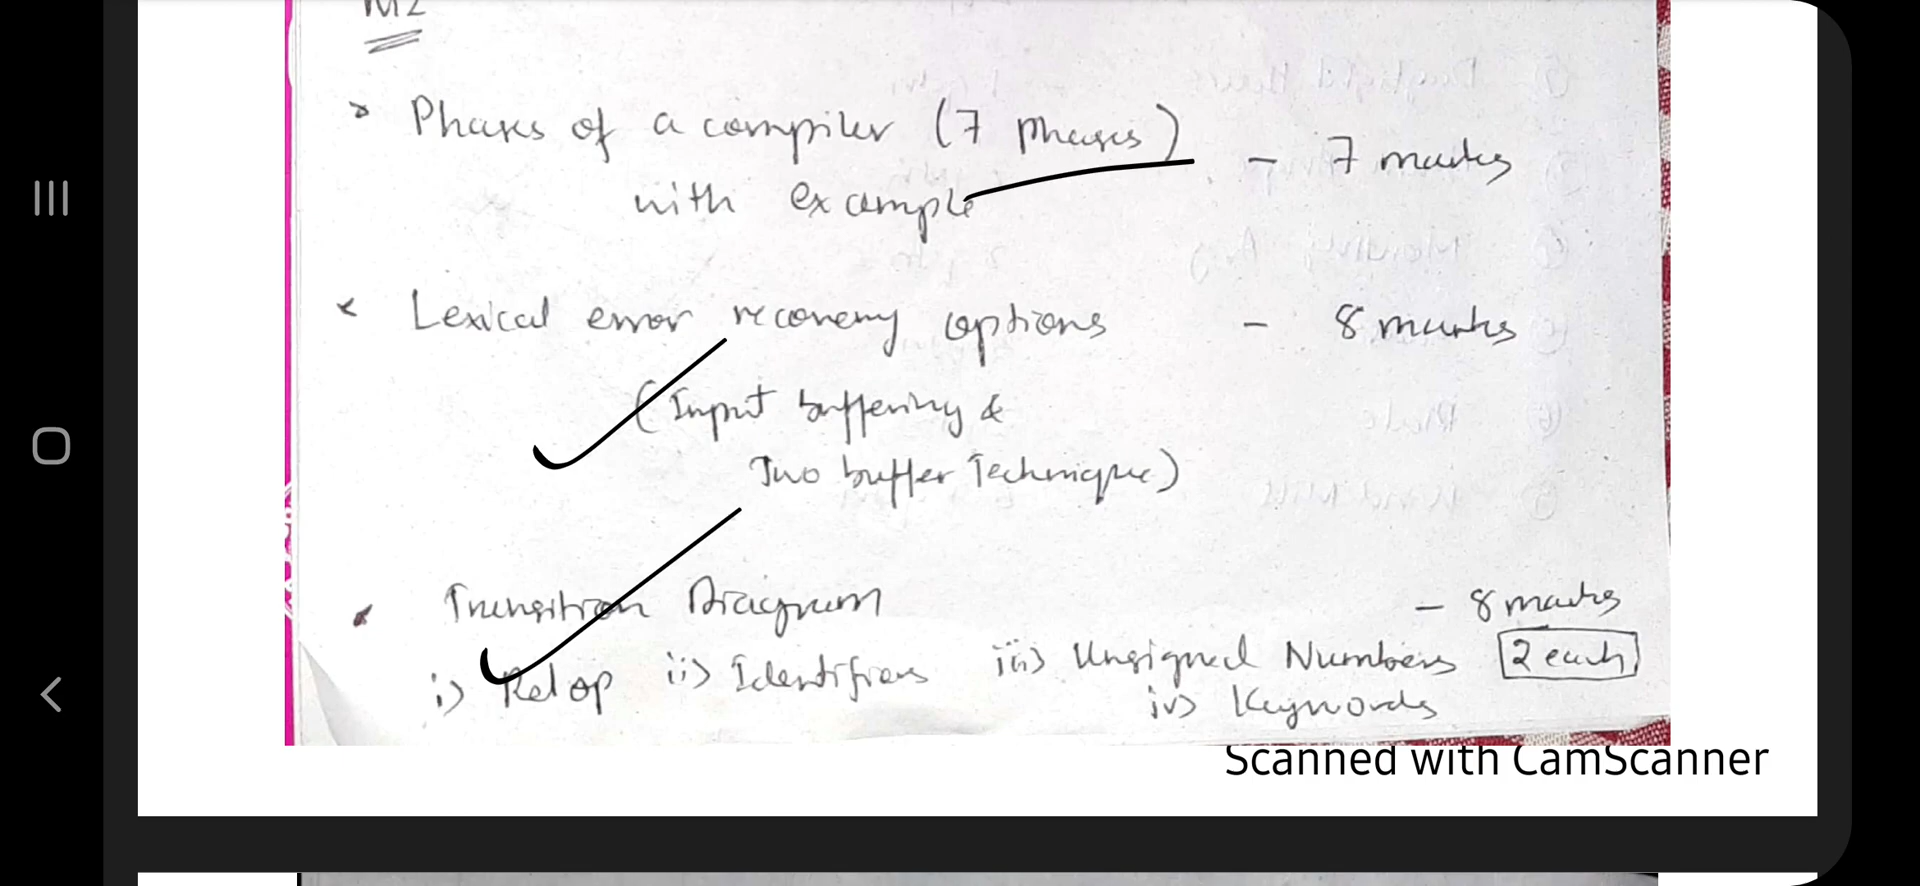 M2
Phases of a compiler (7 phases) - 7 marks
with example
Lexical error recovery options - 8 marks
(Input buffering &
Two buffer Technique)
Transition Diagram - 8 marks
i) Relop ii) Identifiers iii) Unsigned Numbers 2 each
iv) Keywords
Scanned with CamScanner